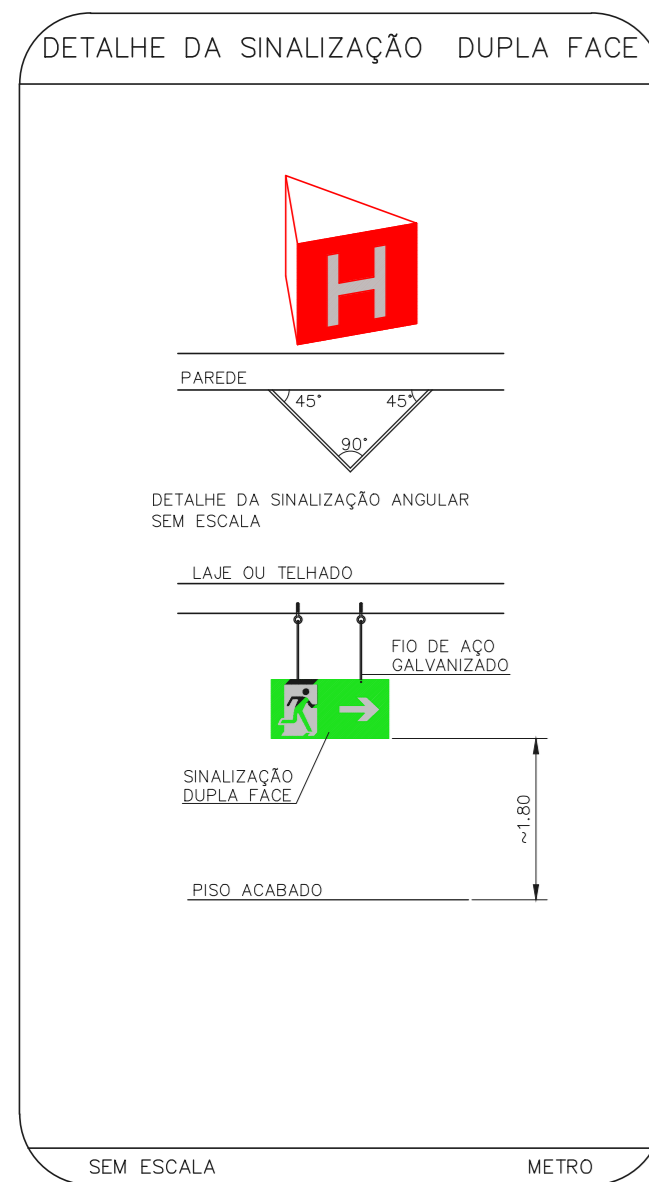 DETALHE DA SINALIZAÇÃO DUPLA FACE
H
PAREDE
45°
45°
90°
DETALHE DA SINALIZAÇÃO ANGULAR
SEM ESCALA
LAJE OU TELHADO
FIO DE AÇO
GALVANIZADO
SINALIZAÇÃO
DUPLA FACE
~1.80
PISO ACABADO
SEM ESCALA
METRO